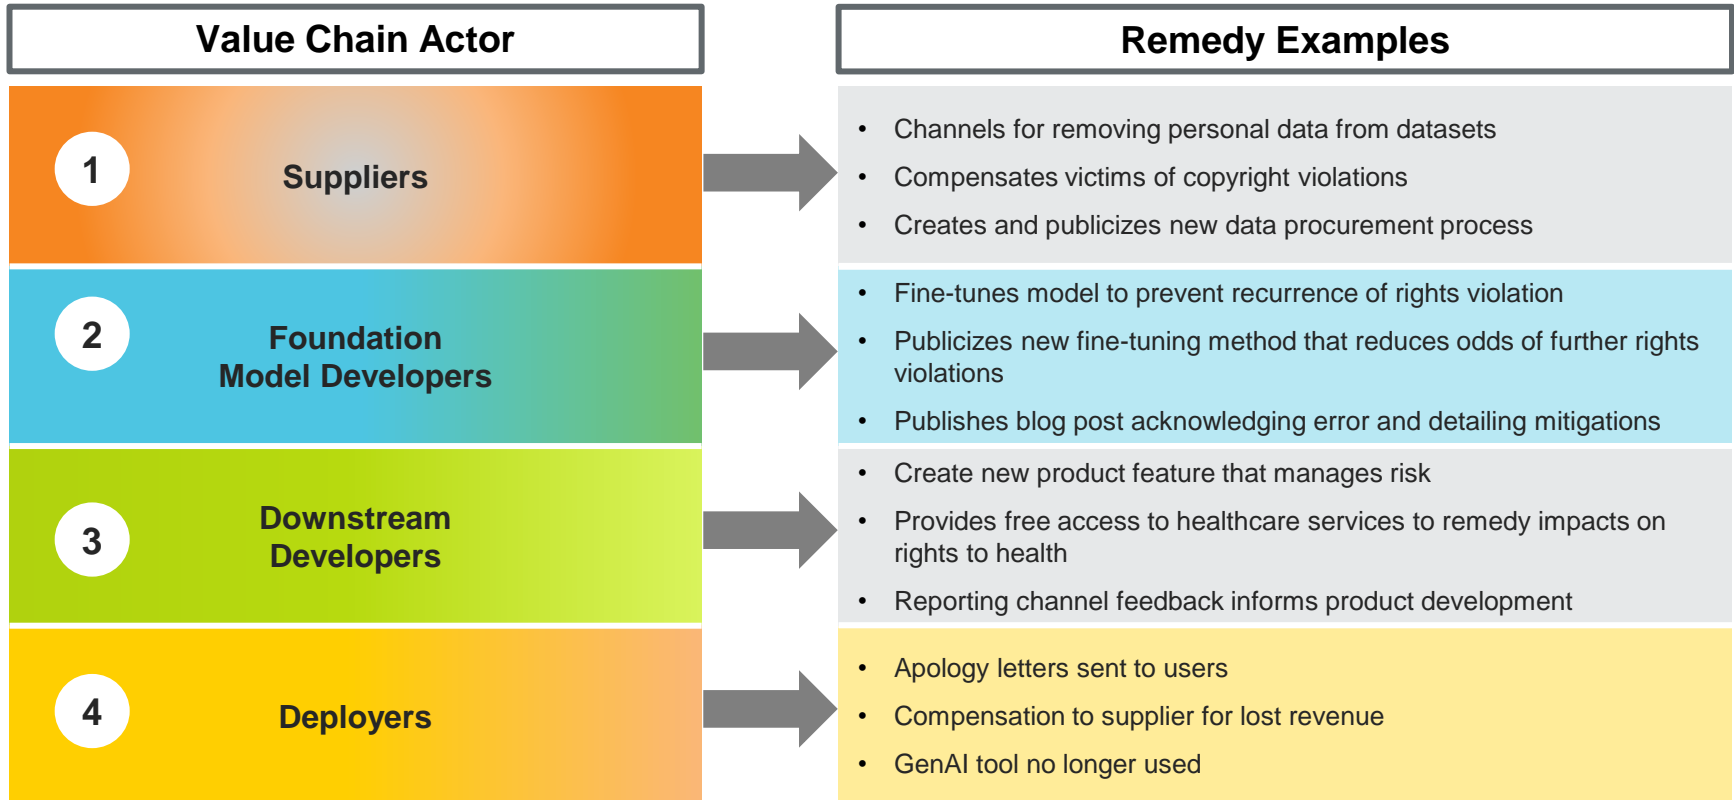 Value Chain Actor
Remedy Examples
1
Suppliers
• Channels for removing personal data from datasets
• Compensates victims of copyright violations
• Creates and publicizes new data procurement process
2
Foundation
Model Developers
• Fine-tunes model to prevent recurrence of rights violation
• Publicizes new fine-tuning method that reduces odds of further rights
violations
• Publishes blog post acknowledging error and detailing mitigations
3
Downstream
Developers
• Create new product feature that manages risk
• Provides free access to healthcare services to remedy impacts on
rights to health
• Reporting channel feedback informs product development
4
Deployers
• Apology letters sent to users
• Compensation to supplier for lost revenue
• GenAI tool no longer used